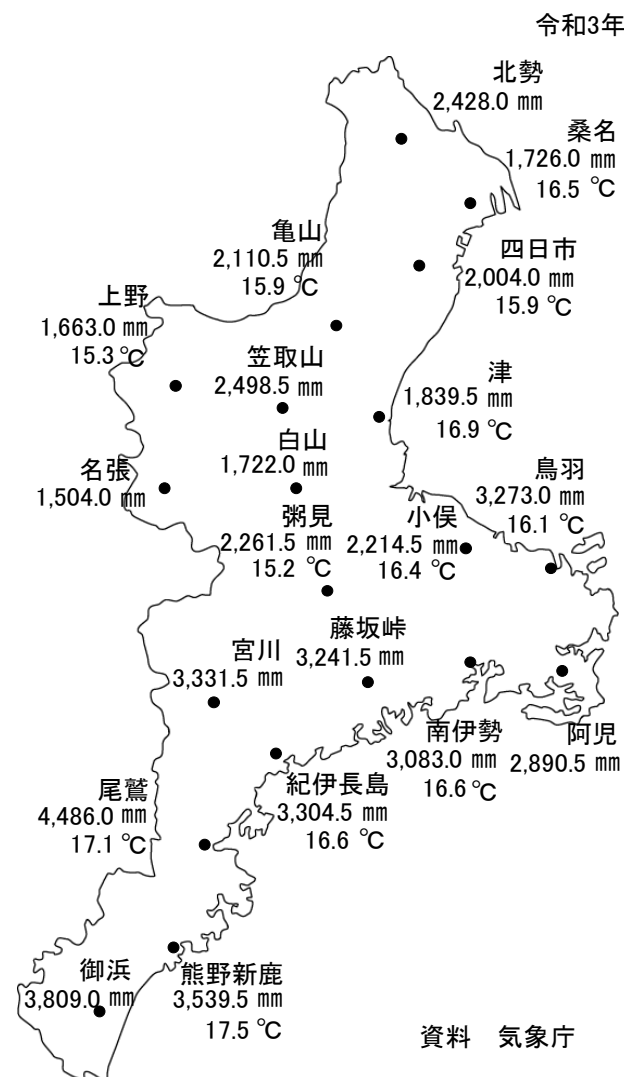 令和3年
北勢
2,428.0 ㎜
桑名
1,726.0 ㎜
16.5 ℃
亀山
2,110.5 ㎜
15.9 ℃
四日市
2,004.0 ㎜
15.9 ℃
上野
1,663.0 ㎜
15.3 ℃
笠取山
2,498.5 ㎜
津
1,839.5 ㎜
16.9 ℃
白山
1,722.0 ㎜
名張
1,504.0 ㎜
鳥羽
3,273.0 ㎜
16.1 ℃
粥見
2,261.5 ㎜
15.2 ℃
小俣
2,214.5 ㎜
16.4 ℃
藤坂峠
3,241.5 ㎜
宮川
3,331.5 ㎜
南伊勢
3,083.0 ㎜
16.6 ℃
阿児
2,890.5 ㎜
紀伊長島
3,304.5 ㎜
16.6 ℃
尾鷲
4,486.0 ㎜
17.1 ℃
御浜
3,809.0 ㎜
熊野新鹿
3,539.5 ㎜
17.5 ℃
資料　気象庁